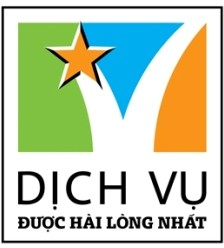 DỊCH VỤ
ĐƯỢC HÀI LÒNG NHẤT